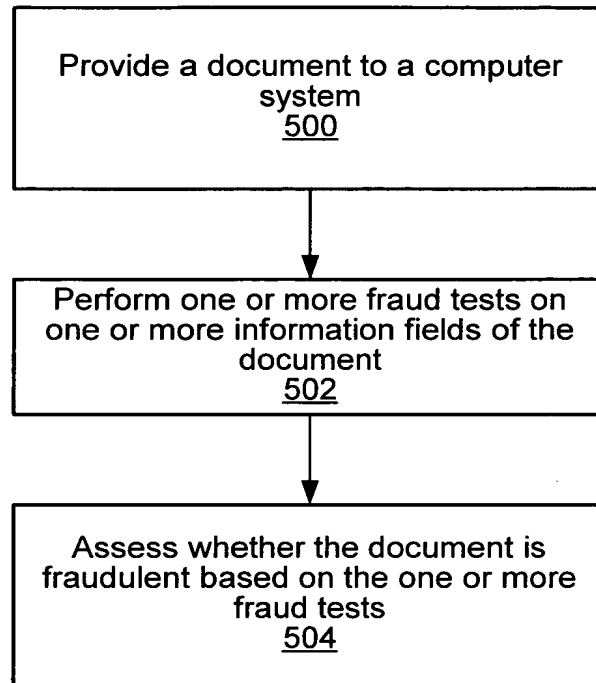 Provide a document to a computer
system
500
Perform one or more fraud tests on
one or more information fields of the
document
502
Assess whether the document is
fraudulent based on the one or more
fraud tests
504